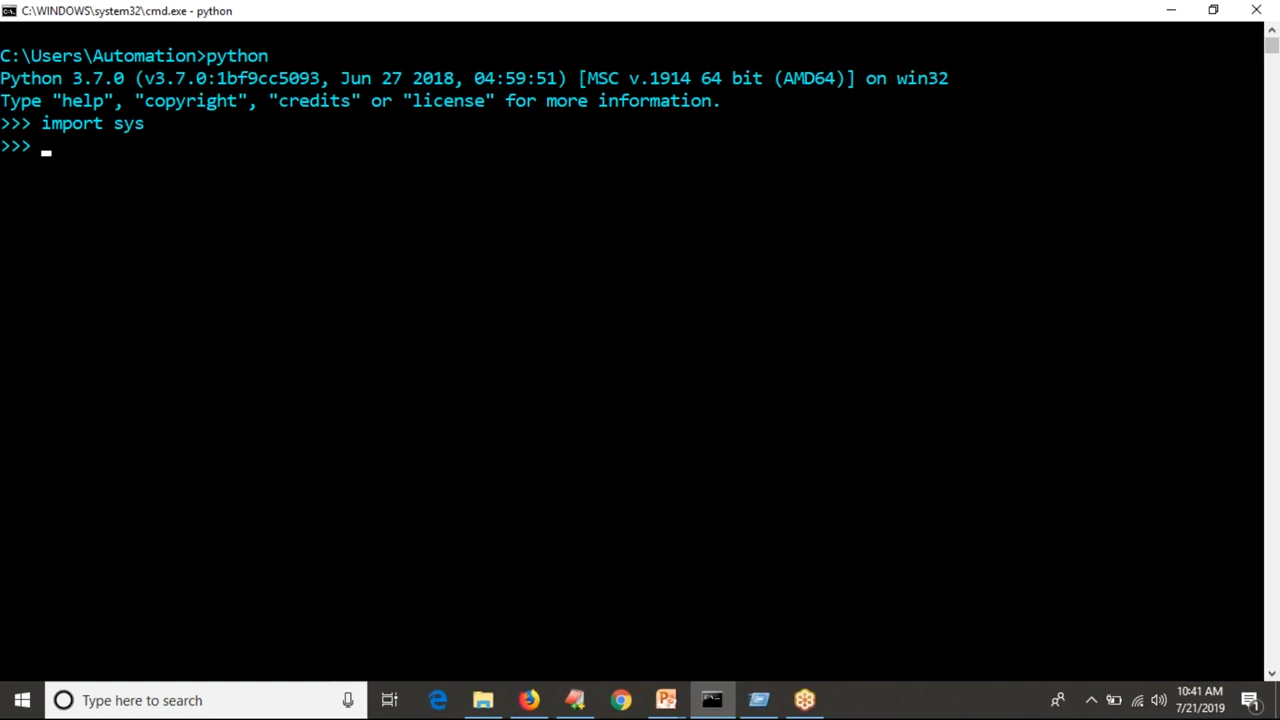 C:\WINDOWS\system32\cmd.exe - python
C:\Users\Automation>python
Python 3.7.0 (v3.7.0:1bf9cc5093, Jun 27 2018, 04:59:51) [MSC v.1914 64 bit (AMD64)] on win32
Type "help", "copyright", "credits" or "license" for more information.
>>> import sys
>>>
Type here to search
10:41 AM
7/21/2019
1